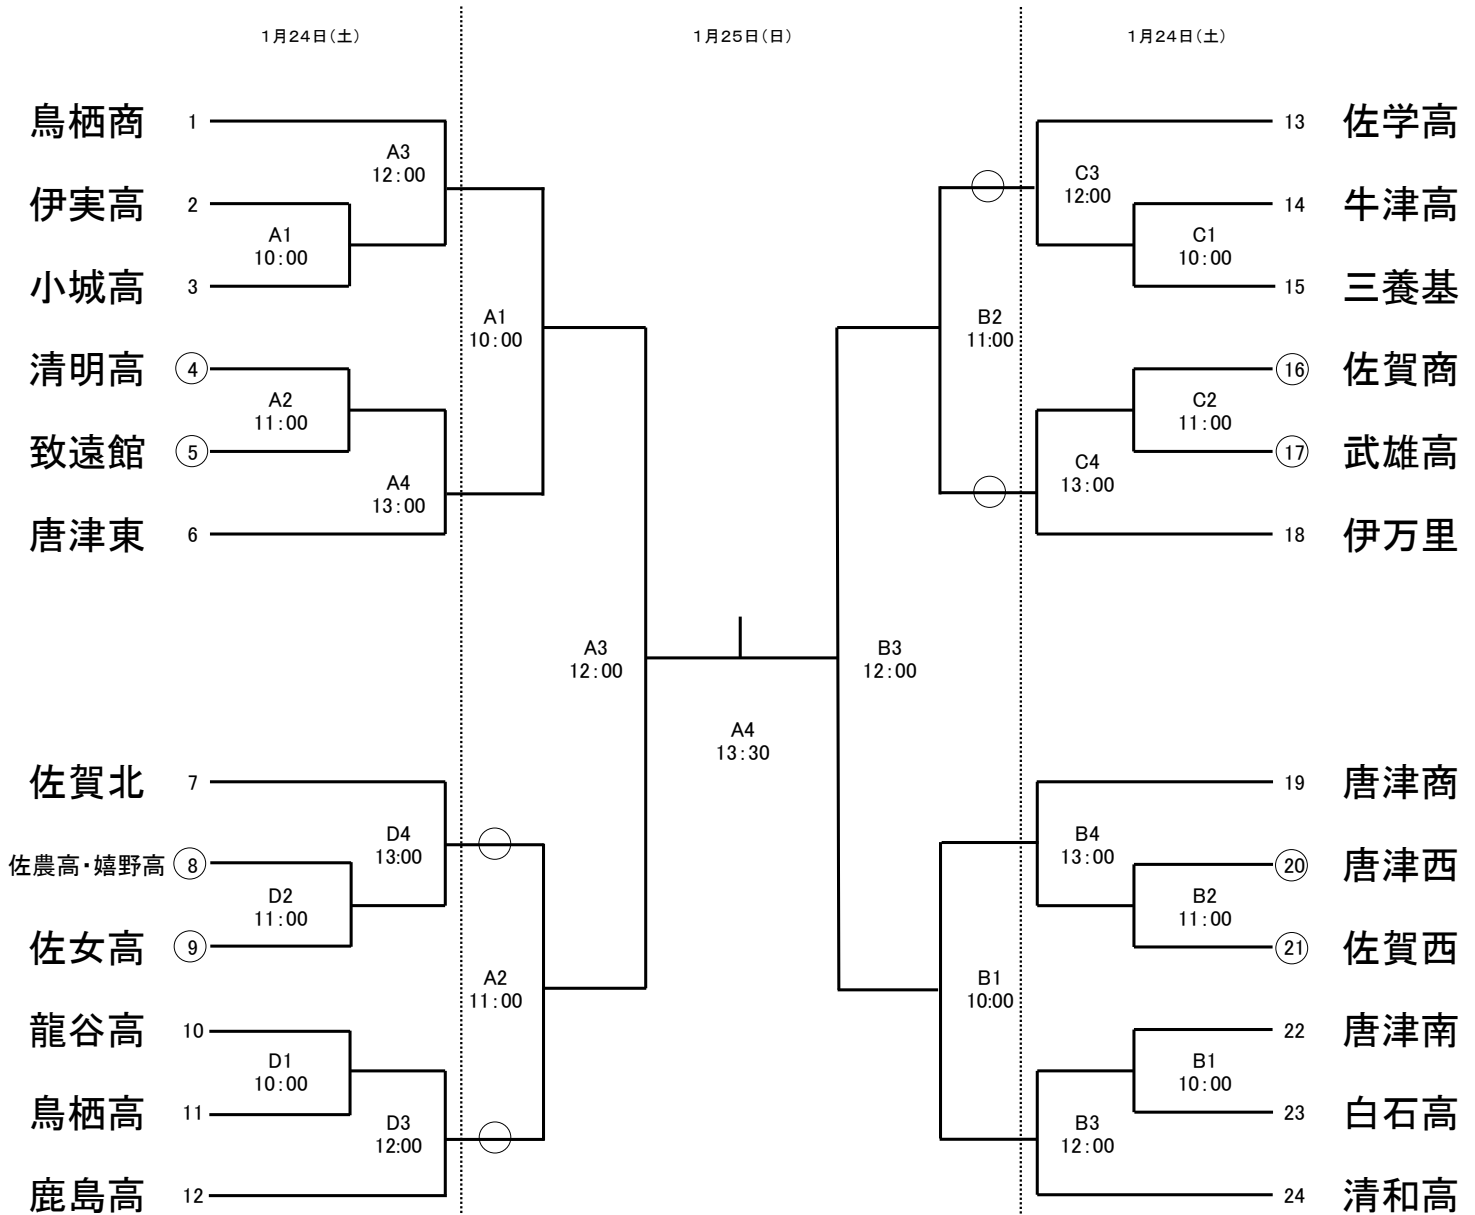 1月24日(土)
1月25日(日)
1月24日(土)
鳥栖商 1
A3
12:00
伊実高 2
A1
10:00
小城高 3
A1
10:00
清明高 4
A2
11:00
致遠館 5
A4
13:00
唐津東 6
A3
12:00
佐賀北 7
D4
13:00
佐農高・嬉野高 8
D2
11:00
佐女高 9
A2
11:00
龍谷高 10
D1
10:00
鳥栖高 11
D3
12:00
鹿島高 12
A4
13:30
13 佐学高
C3
12:00
14 牛津高
C1
10:00
15 三養基
B2
11:00
16 佐賀商
C2
11:00
17 武雄高
C4
13:00
18 伊万里
B3
12:00
19 唐津商
B4
13:00
20 唐津西
B2
11:00
21 佐賀西
B1
10:00
22 唐津南
B1
10:00
23 白石高
B3
12:00
24 清和高